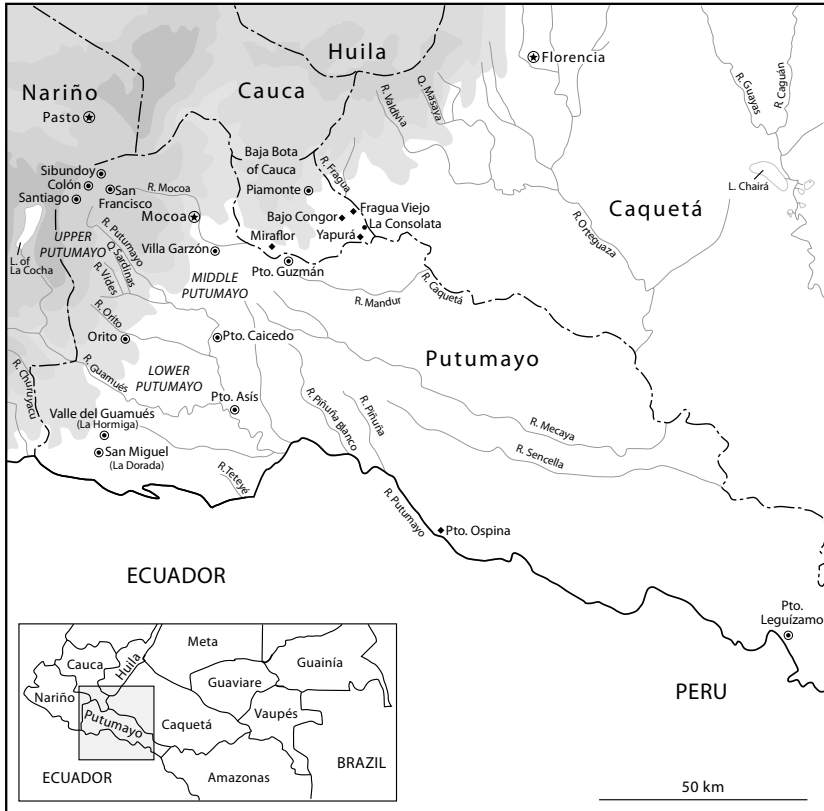 Huila
Florencia
Nariño
Cauca
Pasto
R. Valdivia
Q. Masaya
R. Guayas
R. Caguán
Sibundoy
Colón
Santiago
San
Francisco
R. Mocoa
Mocoa
Baja Bota
of Cauca
Piamonte
R. Fragua
Bajo Congor
Fragua Viejo
La Consolata
Yapurá
Miraflor
L. Chairá
Caquetá
R. Orteguaza
UPPER
PUTUMAYO
R. Putumayo
Q. Sardinas
R. Vides
Villa Garzón
L. of
La Cocha
MIDDLE
PUTUMAYO
Pto. Guzmán
R. Mandur
R. Caquetá
R. Orito
Orito
Pto. Caicedo
Putumayo
LOWER
PUTUMAYO
R. Churuyacu
R. Guamués
Pto. Asís
R. Piñuña Blanco
R. Piñuña
R. Mecaya
R. Sencella
Valle del Guamués
(La Hormiga)
San Miguel
(La Dorada)
R. Teteyé
R. Putumayo
Pto. Ospina
ECUADOR
Pto.
Leguízamo
PERU
Cauca
Huila
Meta
Guainía
Nariño
Guaviare
Putumayo
Caquetá
Vaupés
ECUADOR
Amazonas
BRAZIL
50 km